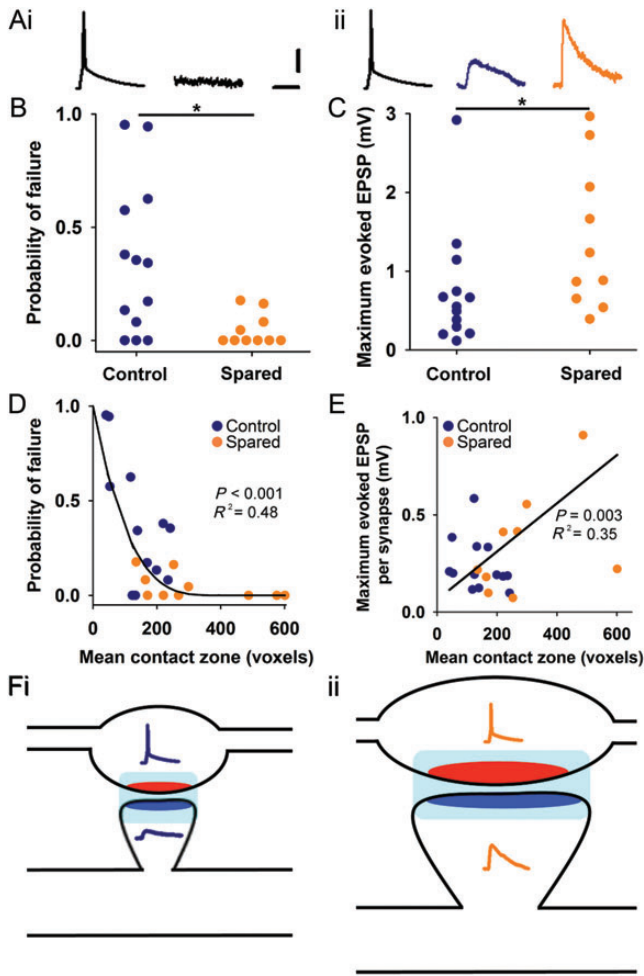 Ai
ii
B
*
1.0
0.5
0.0
Probability of failure
Control
Spared
C
*
3
2
1
0
Maximum evoked EPSP (mV)
Control
Spared
D
1.0
0.5
0.0
Probability of failure
Control
Spared
P < 0.001
R² = 0.48
0
200
400
600
Mean contact zone (voxels)
E
1.0
0.5
0.0
Maximum evoked EPSP
per synapse (mV)
Control
Spared
P = 0.003
R² = 0.35
0
200
400
600
Mean contact zone (voxels)
Fi
ii